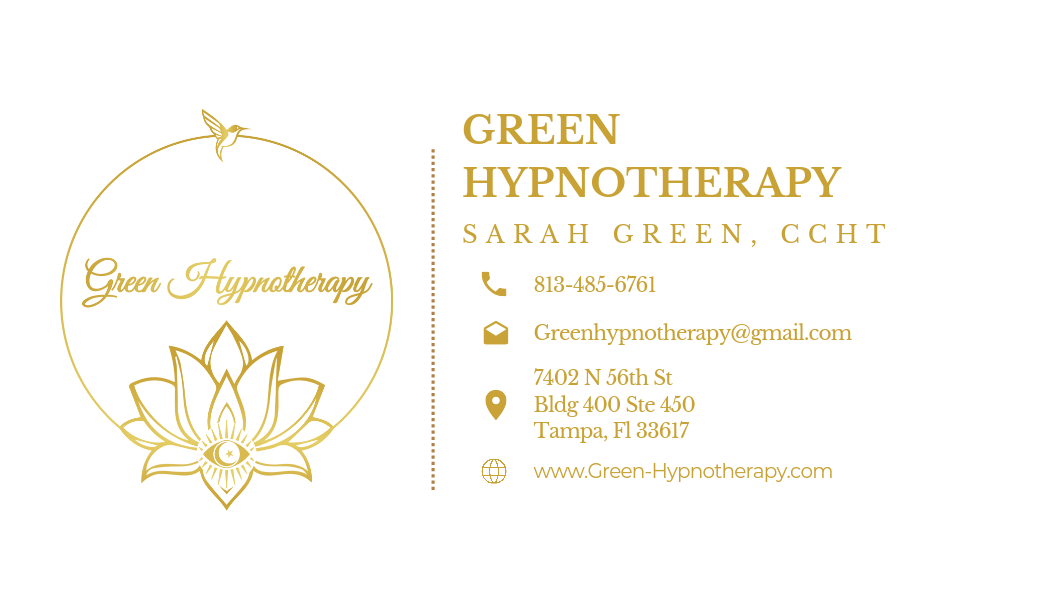 Green Hypnotherapy
GREEN
HYPNOTHERAPY
SARAH GREEN, CCHT
813-485-6761
Greenhypnotherapy@gmail.com
7402 N 56th St
Bldg 400 Ste 450
Tampa, Fl 33617
www.Green-Hypnotherapy.com